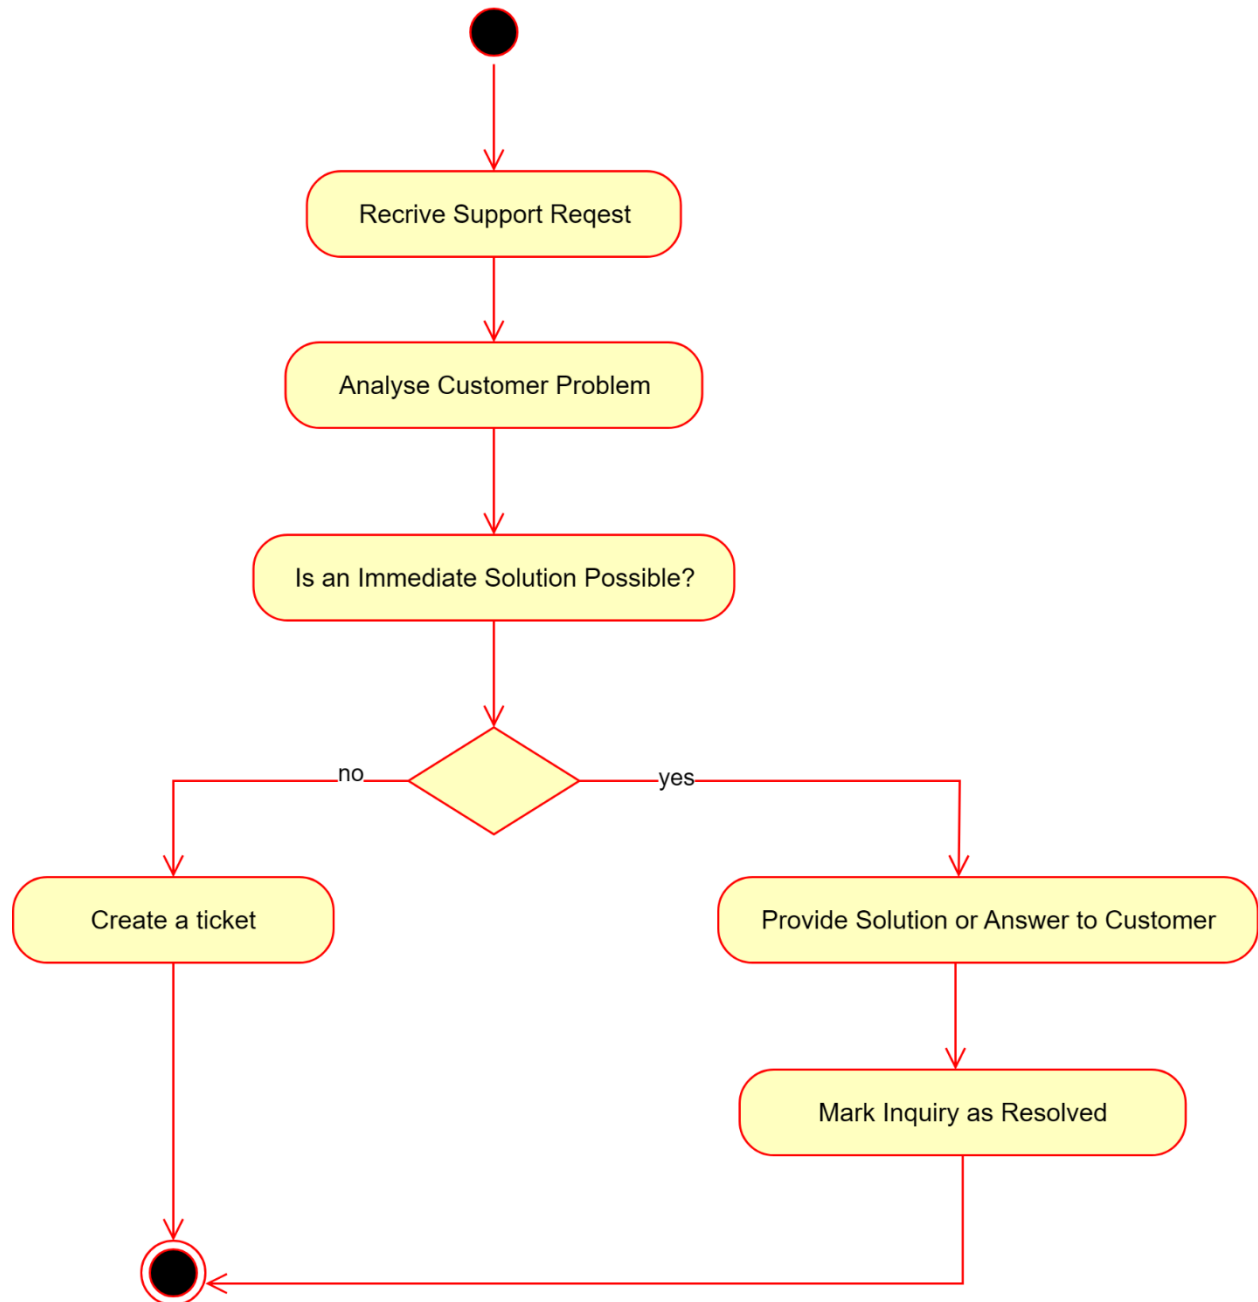 Recrive Support Reqest
Analyse Customer Problem
Is an Immediate Solution Possible?
no
yes
Create a ticket
Provide Solution or Answer to Customer
Mark Inquiry as Resolved